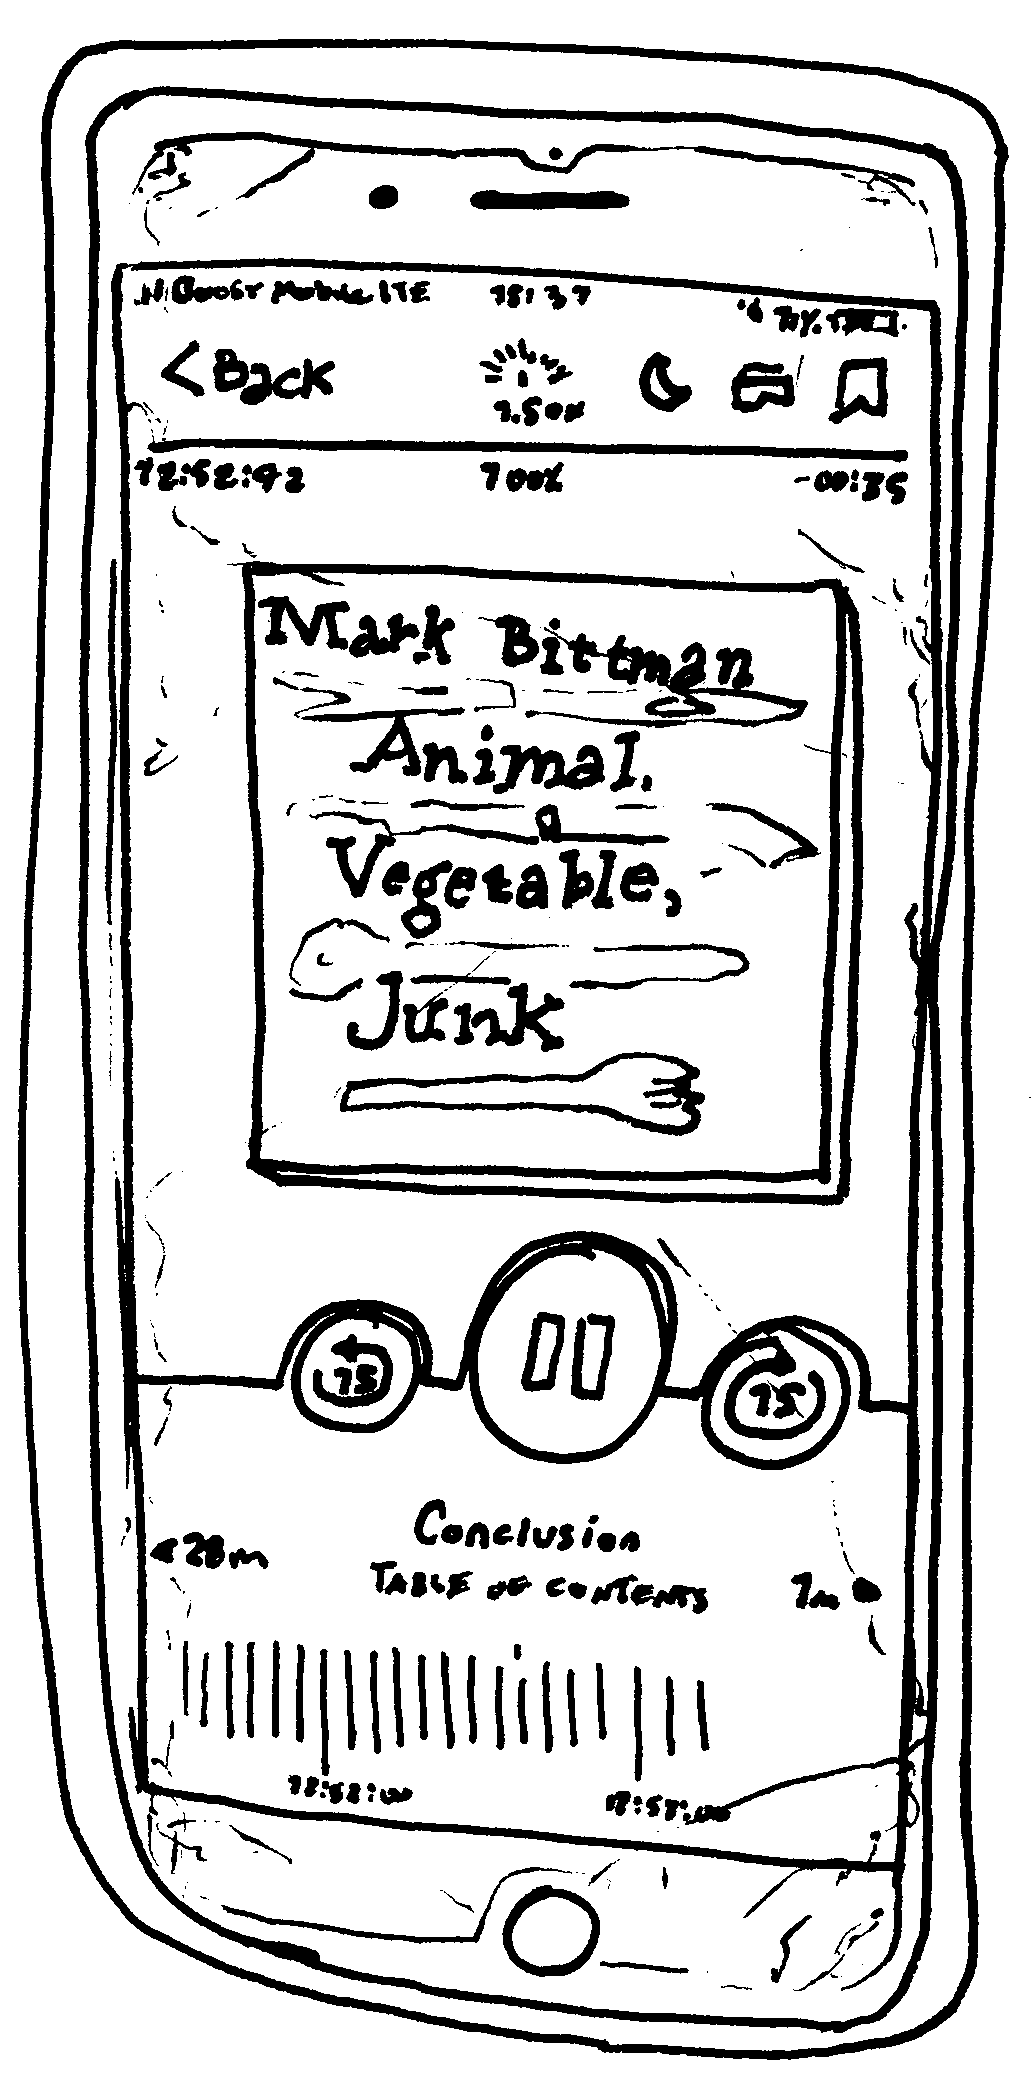 Boost Mobile LTE 18:37 71%
<Back 1.50x
12:52:42 100% -00:35
Mark Bittman
Animal,
Vegetable,
Junk
15 15
Conclusion
<28m TABLE OF CONTENTS 1m
12:52:00 12:53:00